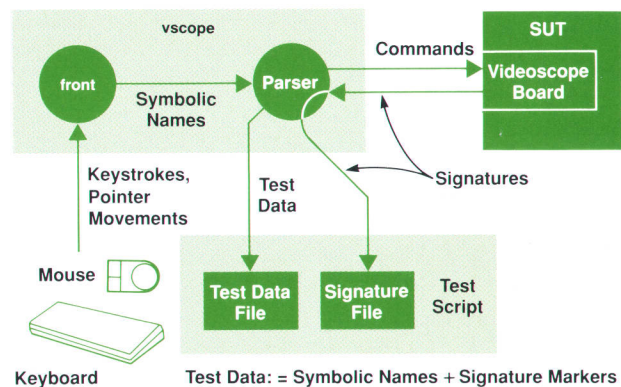 vscope
SUT
Commands
front
Parser
Videoscope
Board
Symbolic
Names
Keystrokes,
Pointer
Movements
Test
Data
Signatures
Mouse
Test Data
File
Signature
File
Test
Script
Keyboard
Test Data: = Symbolic Names + Signature Markers